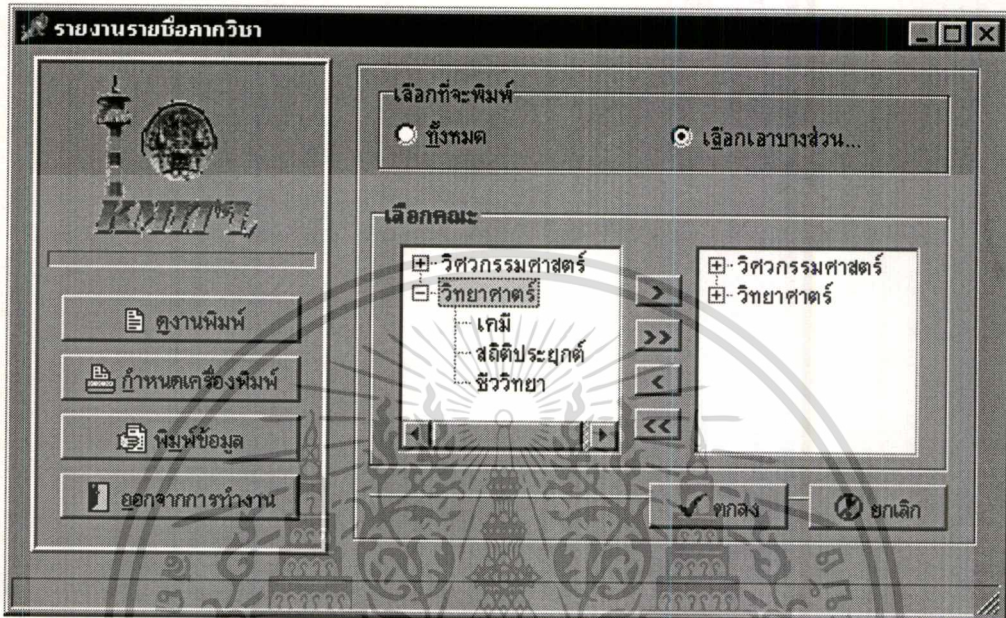 รายงานรายชื่อภาควิชา
KMITL
ดูงานพิมพ์
กำหนดเครื่องพิมพ์
พิมพ์ข้อมูล
ออกจากการทำงาน
เลือกที่จะพิมพ์
ทั้งหมด
เลือกเอาบางส่วน...
เลือกคณะ
วิศวกรรมศาสตร์
วิทยาศาตร์
เคมี
สถิติประยุกต์
ชีววิทยา
>
>>
<
<<
วิศวกรรมศาสตร์
วิทยาศาตร์
ตกลง
ยกเลิก